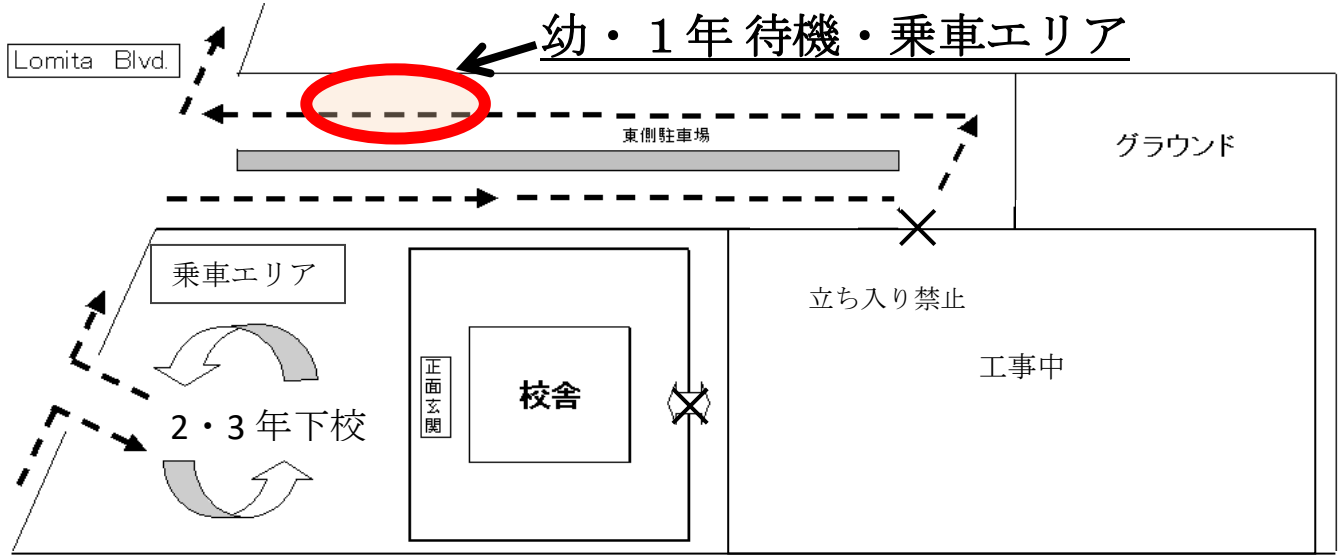 幼・１年 待機・乗車エリア
Lomita Blvd.
東側駐車場
グラウンド
乗車エリア
立ち入り禁止
正面玄関
校舎
工事中
2・3 年下校